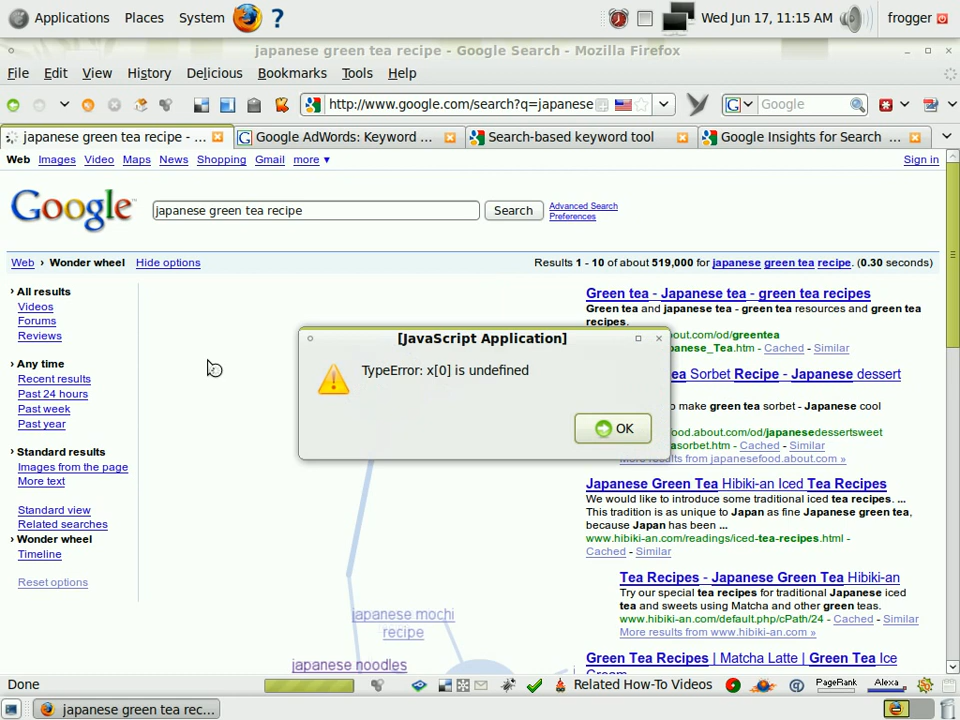 Applications Places System ? Wed Jun 17, 11:15 AM frogger
japanese green tea recipe - Google Search - Mozilla Firefox
File Edit View History Delicious Bookmarks Tools Help
http://www.google.com/search?q=japanese Google
japanese green tea recipe - ... Google AdWords: Keyword ... Search-based keyword tool Google Insights for Search ...
Web Images Video Maps News Shopping Gmail more ▼ Sign in
Google japanese green tea recipe Search Advanced Search
Preferences
Web › Wonder wheel Hide options Results 1 - 10 of about 519,000 for japanese green tea recipe. (0.30 seconds)
› All results
Videos
Forums
Reviews
› Any time
Recent results
Past 24 hours
Past week
Past year
› Standard results
Images from the page
More text
Standard view
Related searches
› Wonder wheel
Timeline
Reset options
[JavaScript Application]
TypeError: x[0] is undefined
OK
japanese mochi
recipe
japanese noodles
Green tea - Japanese tea - green tea recipes
Green tea and japanese tea - green tea resources and green tea
recipes.
out.com/od/greentea
panese_Tea.htm - Cached - Similar
ea Sorbet Recipe - Japanese dessert
o make green tea sorbet - Japanese cool
food.about.com/od/japanesedessertsweet
asorbet.htm - Cached - Similar
More results from japanesefood.about.com »
Japanese Green Tea Hibiki-an Iced Tea Recipes
We would like to introduce some traditional iced tea recipes. ...
This tradition is as unique to Japan as fine Japanese green tea,
because Japan has been ...
www.hibiki-an.com/readings/iced-tea-recipes.html -
Cached - Similar
Tea Recipes - Japanese Green Tea Hibiki-an
Try our special tea recipes for traditional Japanese iced
tea and sweets using Matcha and other green teas.
www.hibiki-an.com/default.php/cPath/24 - Cached - Similar
More results from www.hibiki-an.com »
Green Tea Recipes | Matcha Latte | Green Tea Ice
Done Related How-To Videos PageRank Alexa
japanese green tea rec...